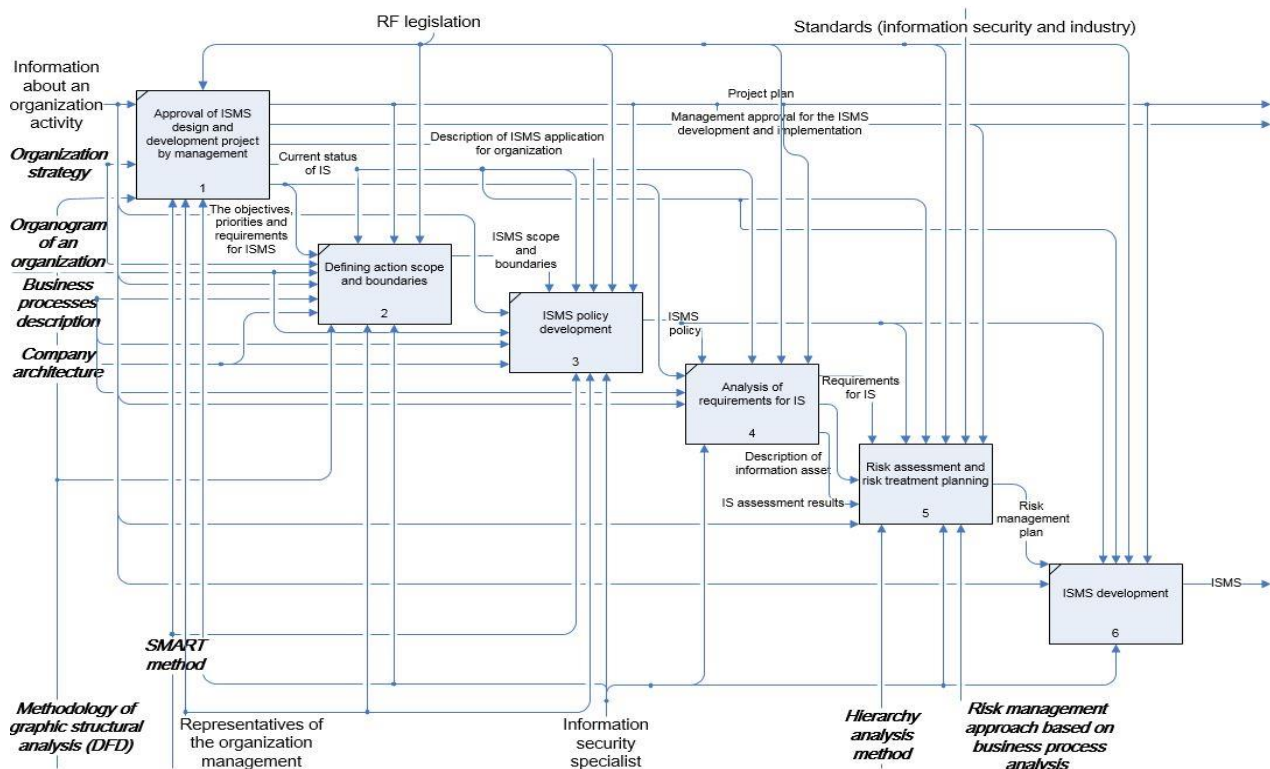 RF legislation
Standards (information security and industry)
Information
about an
organization
activity
Organization
strategy
Organogram
of an
organization
Business
processes
description
Company
architecture
Approval of ISMS
design and
development project
by management
1
Project plan
Management approval for the ISMS
development and implementation
Description of ISMS application
for organization
Current status
of IS
The objectives,
priorities and
requirements
for ISMS
Defining action scope
and boundaries
2
ISMS scope
and
boundaries
ISMS policy
development
3
ISMS
policy
Analysis of
requirements for IS
4
Requirements
for IS
Description of
information asset
IS assessment results
Risk assessment and
risk treatment planning
5
Risk
management
plan
ISMS development
6
ISMS
SMART
method
Methodology of
graphic structural
analysis (DFD)
Representatives of
the organization
management
Information
security
specialist
Hierarchy
analysis
method
Risk management
approach based on
business process
analysis